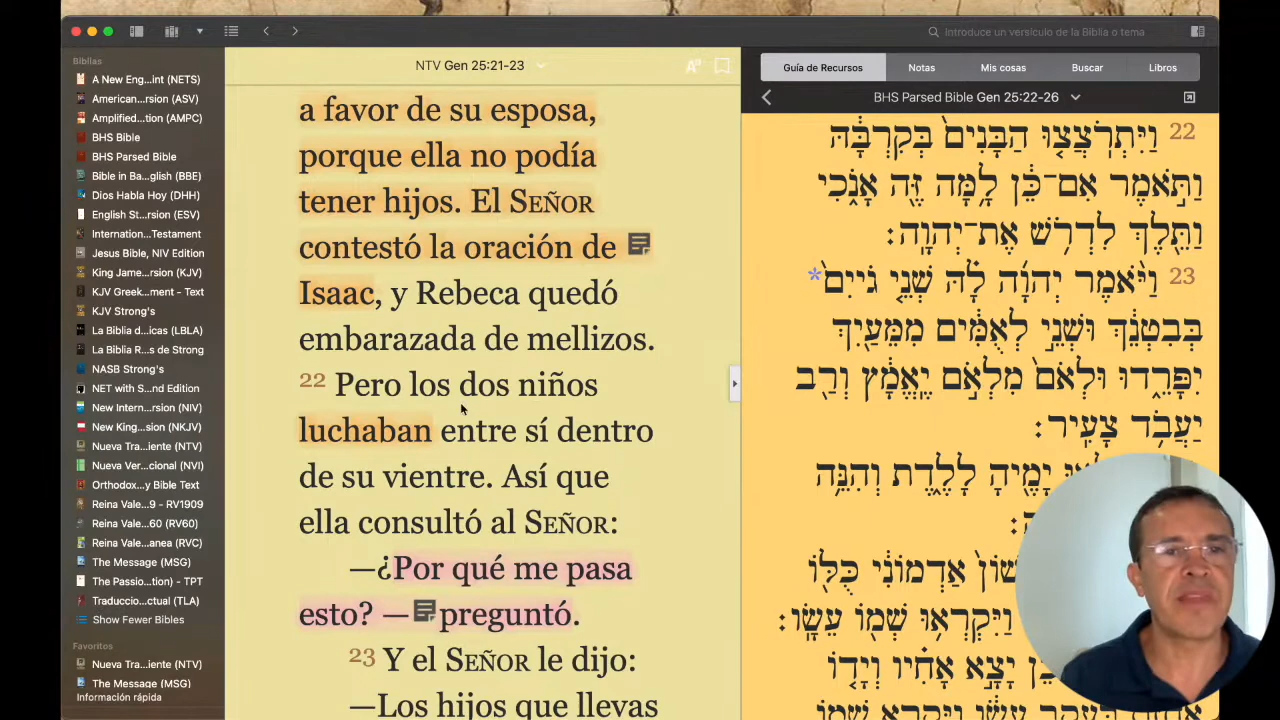 Introduce un versículo de la Biblia o tema
Biblias
A New Eng...int (NETS)
American...rsion (ASV)
Amplified...tion (AMPC)
BHS Bible
BHS Parsed Bible
Bible in Ba...glish (BBE)
Dios Habla Hoy (DHH)
English St...rsion (ESV)
Internation...Testament
Jesus Bible, NIV Edition
King Jame...rsion (KJV)
KJV Greek...ment - Text
KJV Strong's
La Biblia d...icas (LBLA)
La Biblia R...s de Strong
NASB Strong's
NET with S...nd Edition
New Intern...rsion (NIV)
New King...sion (NKJV)
Nueva Tra...iente (NTV)
Nueva Ver...cional (NVI)
Orthodox...y Bible Text
Reina Vale...9 - RV1909
Reina Vale...60 (RV60)
Reina Vale...anea (RVC)
The Message (MSG)
The Passio...tion) - TPT
Traduccio...ctual (TLA)
Show Fewer Bibles
Favoritos
Nueva Tra...iente (NTV)
The Message (MSG)
Información rápida
NTV Gen 25:21-23
a favor de su esposa,
porque ella no podía
tener hijos. El SEÑOR
contestó la oración de
Isaac, y Rebeca quedó
embarazada de mellizos.
22 Pero los dos niños
luchaban entre sí dentro
de su vientre. Así que
ella consultó al SEÑOR:
—¿Por qué me pasa
esto? —preguntó.
23 Y el SEÑOR le dijo:
—Los hijos que llevas
Guía de Recursos Notas Mis cosas Buscar Libros
BHS Parsed Bible Gen 25:22-26
22 וַיִּתְרֹֽצֲצ֤וּ הַבָּנִים֙ בְּקִרְבָּ֔הּ
וַתֹּ֣אמֶר אִם־כֵּ֔ן לָ֥מָּה זֶּ֖ה אָנֹ֑כִי
וַתֵּ֖לֶךְ לִדְרֹ֥שׁ אֶת־יְהוָֽה׃
23 וַיֹּ֨אמֶר יְהוָ֜ה לָ֗הּ שְׁנֵ֤י גֹיִים֙*
בְּבִטְנֵ֔ךְ וּשְׁנֵ֣י לְאֻמִּ֔ים מִמֵּעַ֖יִךְ
יִפָּרֵ֑דוּ וּלְאֹם֙ מִלְאֹ֣ם יֶֽאֱמָ֔ץ וְרַ֖ב
יַעֲבֹ֥ד צָעִֽיר׃
יָמֶ֖יהָ לָלֶ֑דֶת וְהִנֵּ֥ה
אַדְמוֹנִ֔י כֻּלּ֖וֹ
וַיִּקְרְא֥וּ שְׁמ֖וֹ עֵשָֽׂו׃
יָצָ֣א אָחִ֗יו וְיָד֤וֹ